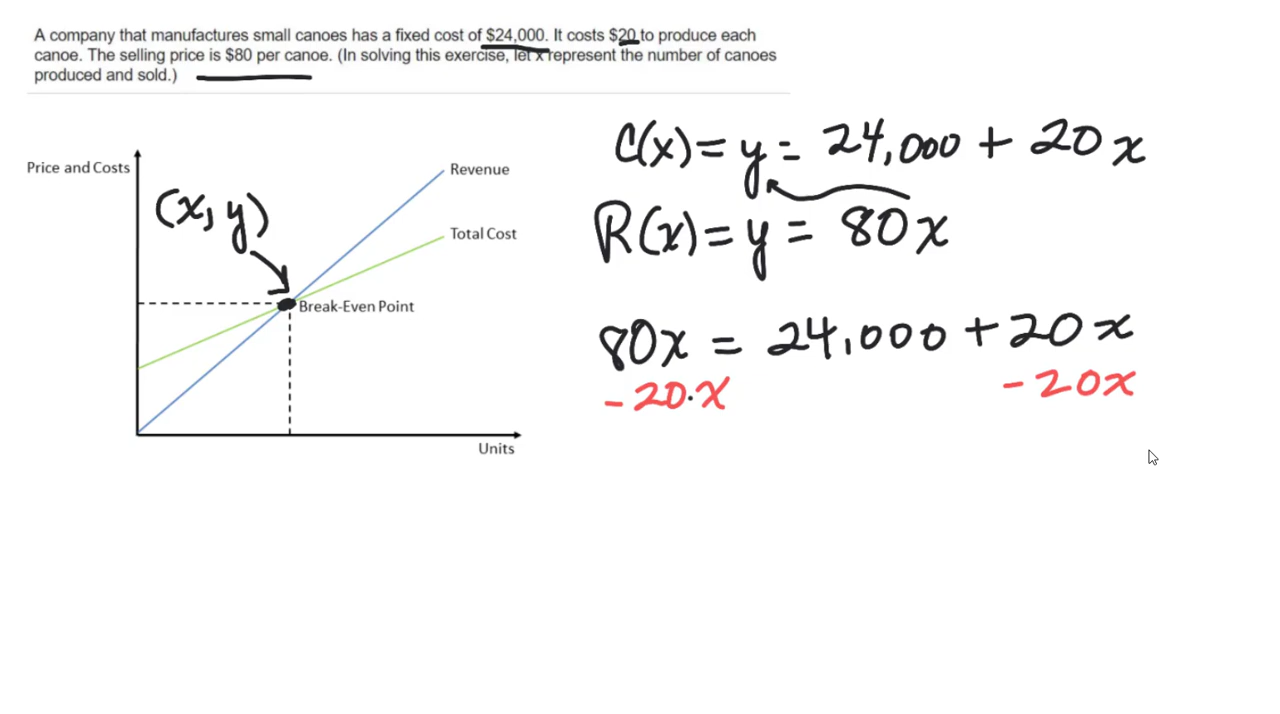 A company that manufactures small canoes has a fixed cost of $24,000. It costs $20 to produce each
canoe. The selling price is $80 per canoe. (In solving this exercise, let x represent the number of canoes
produced and sold.)
C(x) = y = 24,000 + 20x
Price and Costs
Revenue
(x, y)
R(x) = y = 80x
Total Cost
Break-Even Point
80x = 24,000 + 20x
-20·x -20x
Units